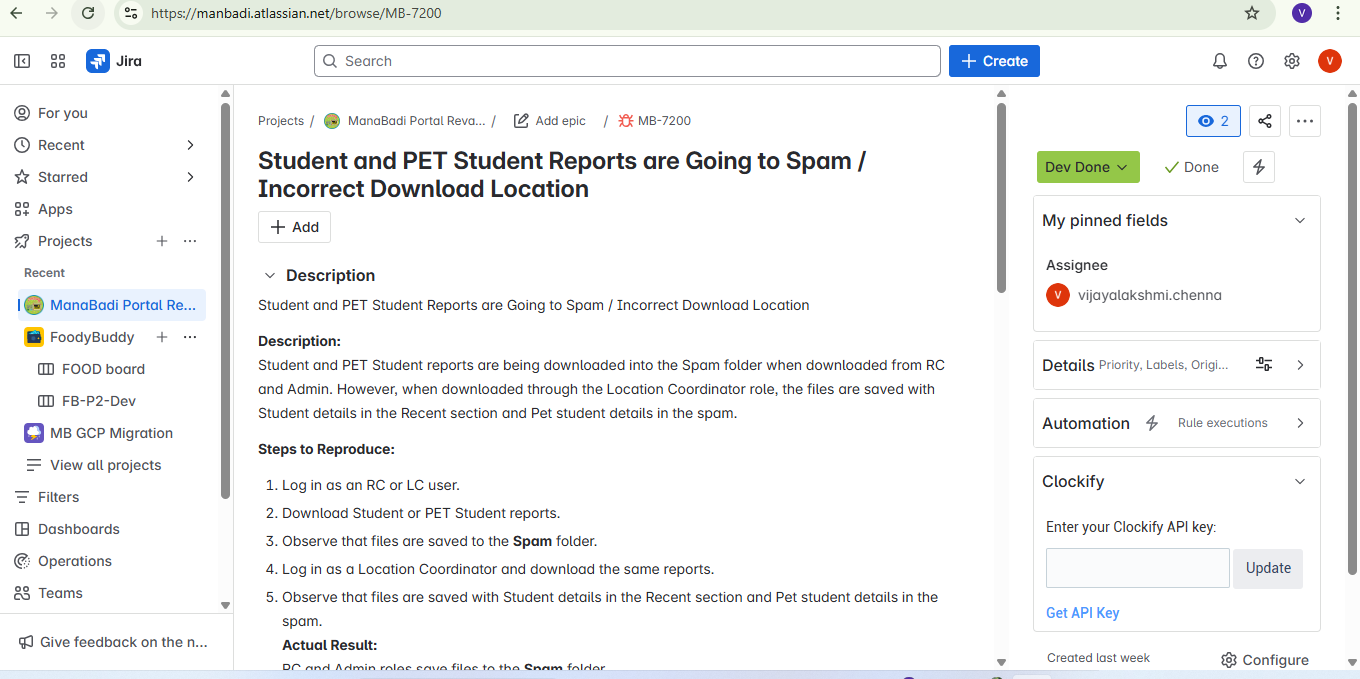 https://manbadi.atlassian.net/browse/MB-7200
V
Jira
Search
Create
V
For you
Recent
Starred
Apps
Projects
Recent
ManaBadi Portal Re...
FoodyBuddy
FOOD board
FB-P2-Dev
MB GCP Migration
View all projects
Filters
Dashboards
Operations
Teams
Give feedback on the n...
Projects / ManaBadi Portal Reva... / Add epic / MB-7200
Student and PET Student Reports are Going to Spam /
Incorrect Download Location
Add
Description
Student and PET Student Reports are Going to Spam / Incorrect Download Location
Description:
Student and PET Student reports are being downloaded into the Spam folder when downloaded from RC
and Admin. However, when downloaded through the Location Coordinator role, the files are saved with
Student details in the Recent section and Pet student details in the spam.
Steps to Reproduce:
1. Log in as an RC or LC user.
2. Download Student or PET Student reports.
3. Observe that files are saved to the Spam folder.
4. Log in as a Location Coordinator and download the same reports.
5. Observe that files are saved with Student details in the Recent section and Pet student details in the
spam.
Actual Result:
RC and Admin roles save files to the Spam folder
2
Dev Done
Done
My pinned fields
Assignee
V vijayalakshmi.chenna
Details Priority, Labels, Origi...
Automation Rule executions
Clockify
Enter your Clockify API key:
Update
Get API Key
Created last week
Configure